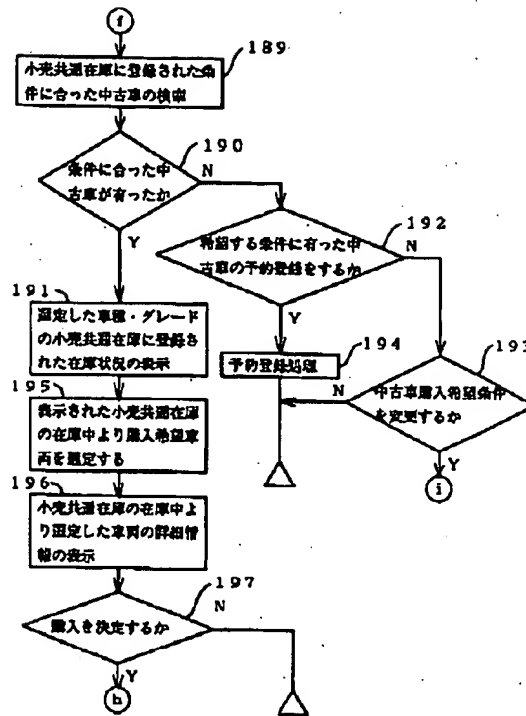 f
189
小売共通在庫に登録された条
件に合った中古車の検索
190
条件に合った中
古車が有ったか
N
Y
192
希望する条件に有った中
古車の予約登録をするか
N
Y
191
選定した車種・グレード
の小売共通在庫に登録さ
れた在庫状況の表示
194
予約登録処理
193
中古車購入希望条件
を変更するか
N
Y
i
195
表示された小売共通在庫
の在庫中より購入希望車
両を選定する
196
小売共通在庫の在庫中よ
り選定した車両の詳細情
報の表示
197
購入を決定するか
N
Y
h